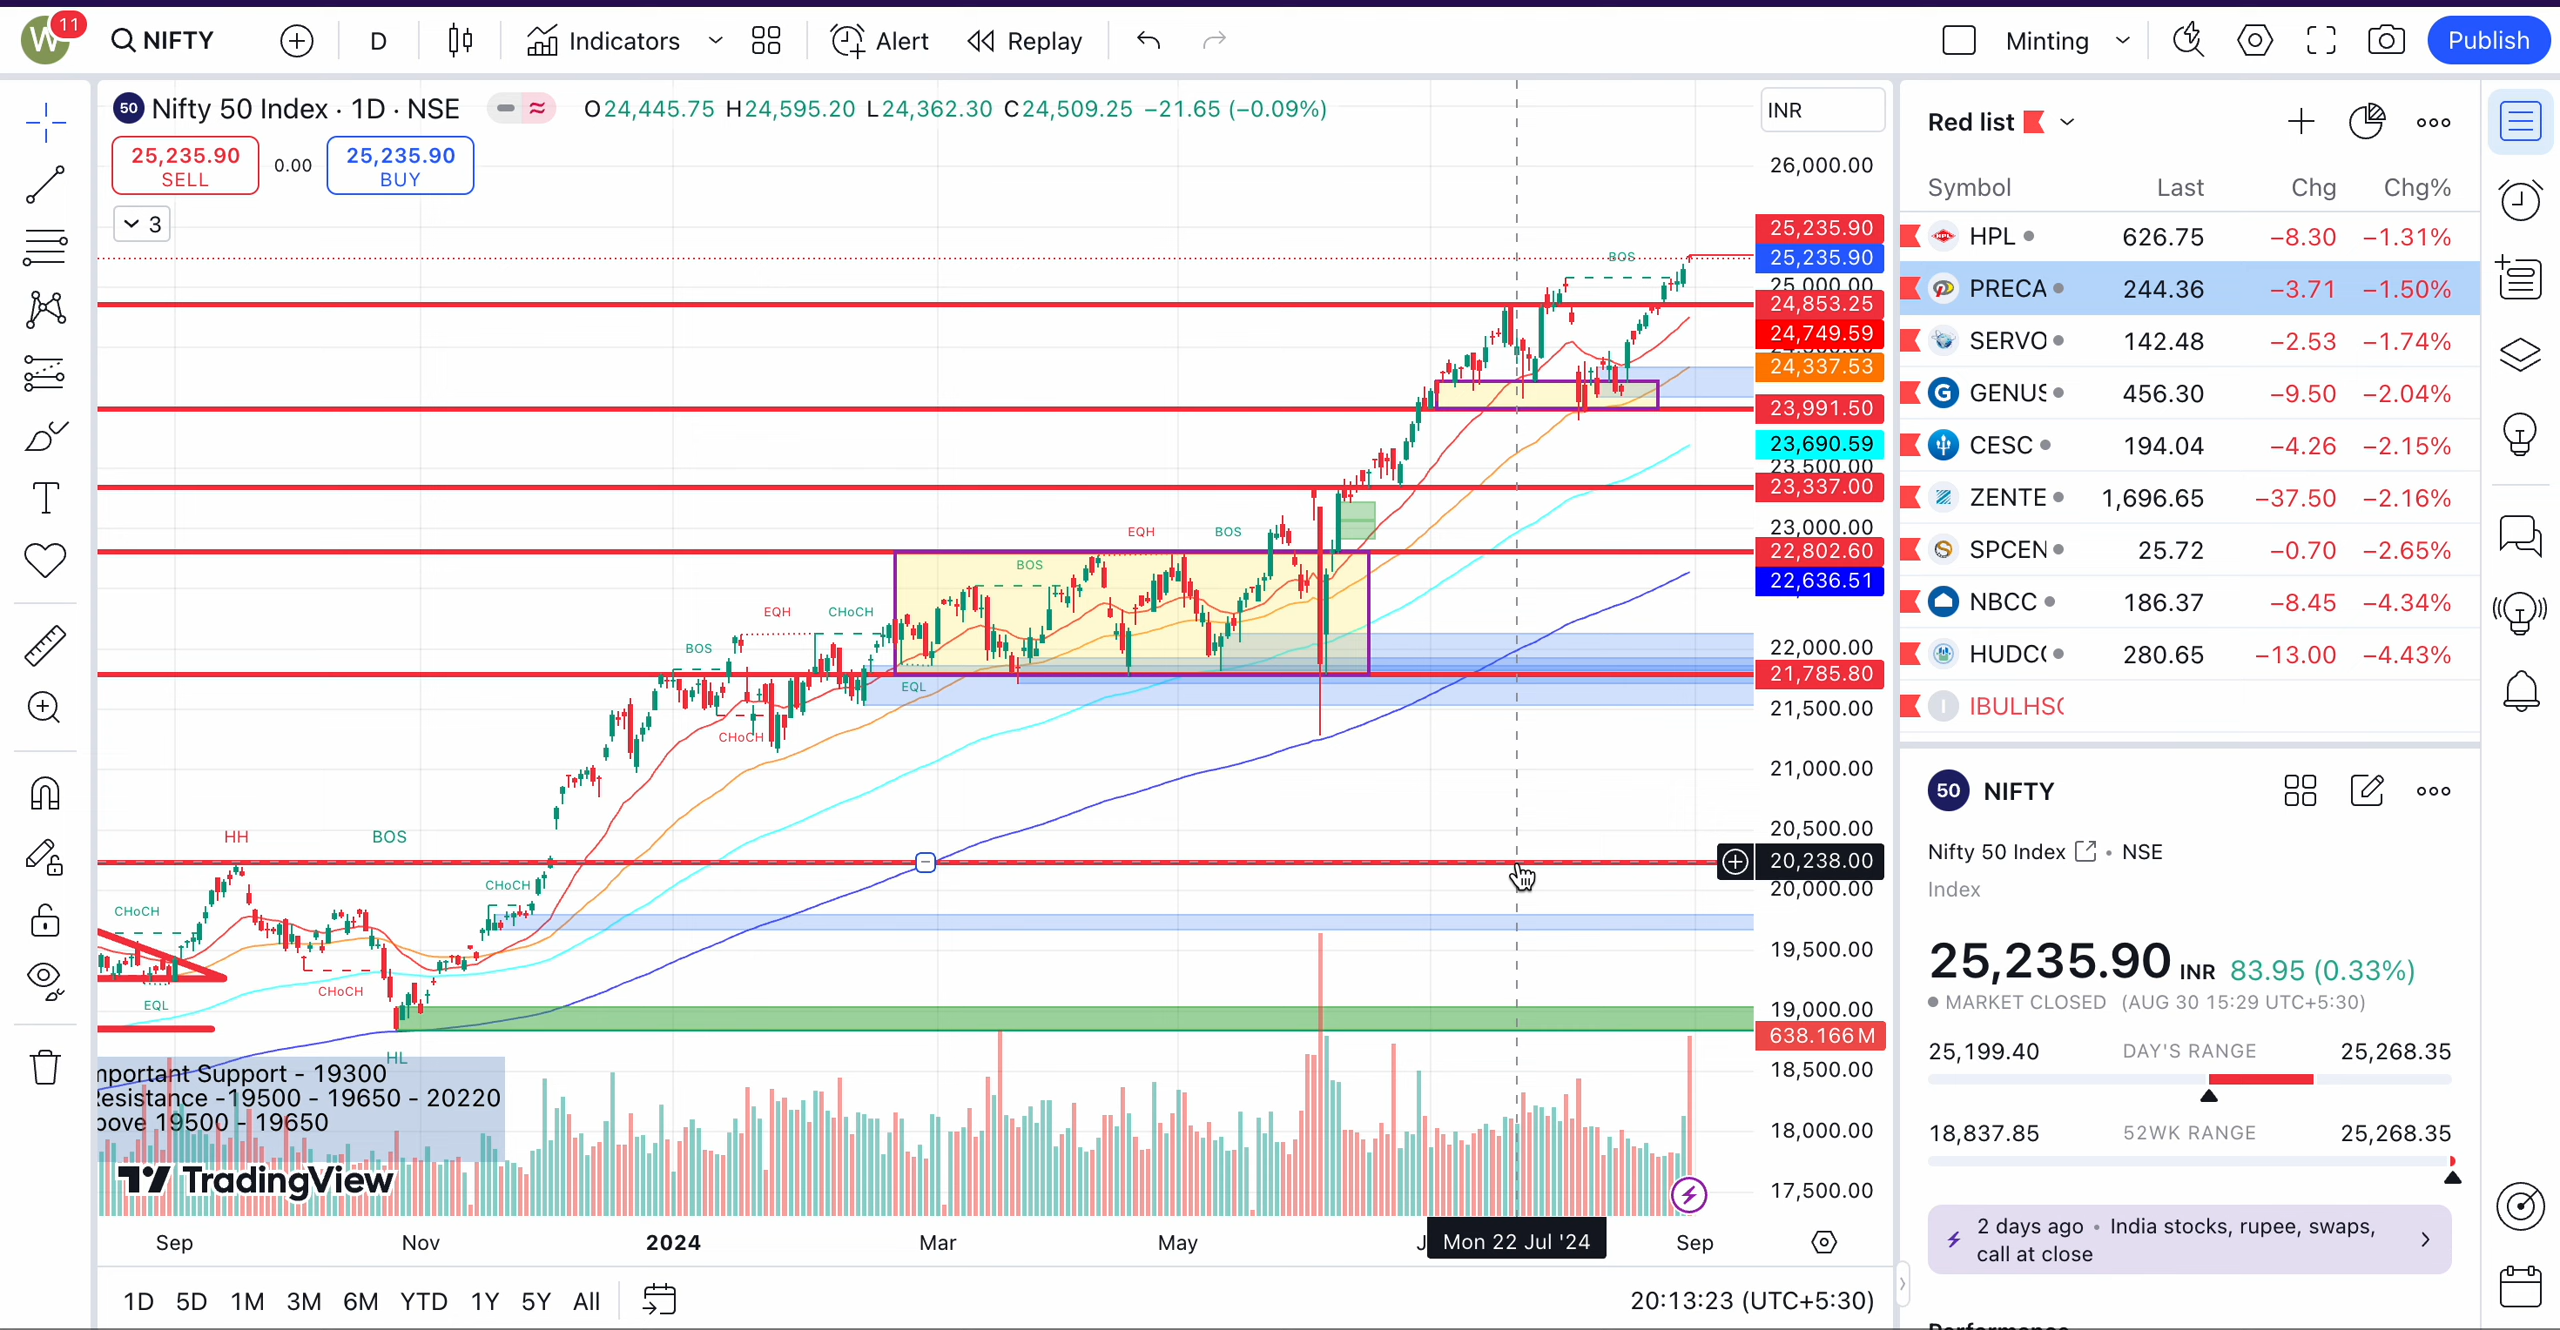 W 11 NIFTY D Indicators Alert Replay Minting Publish
50 Nifty 50 Index · 1D · NSE O24,445.75 H24,595.20 L24,362.30 C24,509.25 −21.65 (−0.09%)
25,235.90 SELL
0.00
25,235.90 BUY
3
INR
26,000.00
25,235.90
25,235.90
25,000.00
24,853.25
24,749.59
24,337.53
23,991.50
23,690.59
23,500.00
23,337.00
23,000.00
22,802.60
22,636.51
22,000.00
21,785.80
21,500.00
21,000.00
20,500.00
20,238.00
20,000.00
19,500.00
19,000.00
638.166M
18,500.00
18,000.00
17,500.00
BOS
EQH BOS
BOS
EQH CHoCH
BOS
EQL
CHoCH
HH BOS
CHoCH
CHoCH
CHoCH
EQL
HL
mportant Support - 19300
Resistance -19500 - 19650 - 20220
bove 19500 - 19650
TradingView
Sep Nov 2024 Mar May J Mon 22 Jul '24 Sep
1D 5D 1M 3M 6M YTD 1Y 5Y All
20:13:23 (UTC+5:30)
Red list
Symbol Last Chg Chg%
HPL 626.75 −8.30 −1.31%
PRECA 244.36 −3.71 −1.50%
SERVO 142.48 −2.53 −1.74%
GENUS 456.30 −9.50 −2.04%
CESC 194.04 −4.26 −2.15%
ZENTE 1,696.65 −37.50 −2.16%
SPCEN 25.72 −0.70 −2.65%
NBCC 186.37 −8.45 −4.34%
HUDCO 280.65 −13.00 −4.43%
I IBULHSG
50 NIFTY
Nifty 50 Index • NSE
Index
25,235.90 INR 83.95 (0.33%)
MARKET CLOSED (AUG 30 15:29 UTC+5:30)
25,199.40 DAY'S RANGE 25,268.35
18,837.85 52WK RANGE 25,268.35
2 days ago • India stocks, rupee, swaps,
call at close
Performance